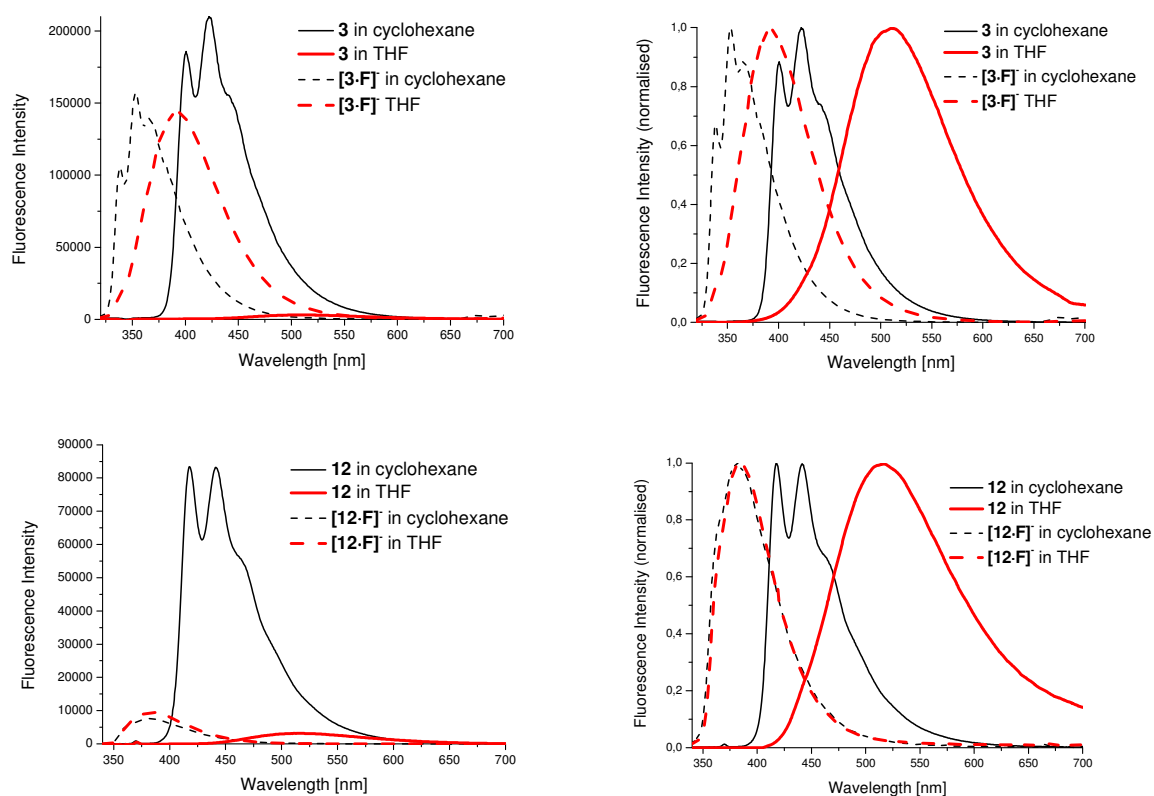 200000
150000
100000
50000
0
Fluorescence Intensity
3 in cyclohexane
3 in THF
[3·F]⁻ in cyclohexane
[3·F]⁻ THF
350 400 450 500 550 600 650 700
Wavelength [nm]
1,0
0,8
0,6
0,4
0,2
0,0
Fluorescence Intensity (normalised)
3 in cyclohexane
3 in THF
[3·F]⁻ in cyclohexane
[3·F]⁻ THF
350 400 450 500 550 600 650 700
Wavelength [nm]
90000
80000
70000
60000
50000
40000
30000
20000
10000
0
Fluorescence Intensity
12 in cyclohexane
12 in THF
[12·F]⁻ in cyclohexane
[12·F]⁻ in THF
350 400 450 500 550 600 650 700
Wavelength [nm]
1,0
0,8
0,6
0,4
0,2
0,0
Fluorescence Intensity (normalised)
12 in cyclohexane
12 in THF
[12·F]⁻ in cyclohexane
[12·F]⁻ in THF
350 400 450 500 550 600 650 700
Wavelength [nm]